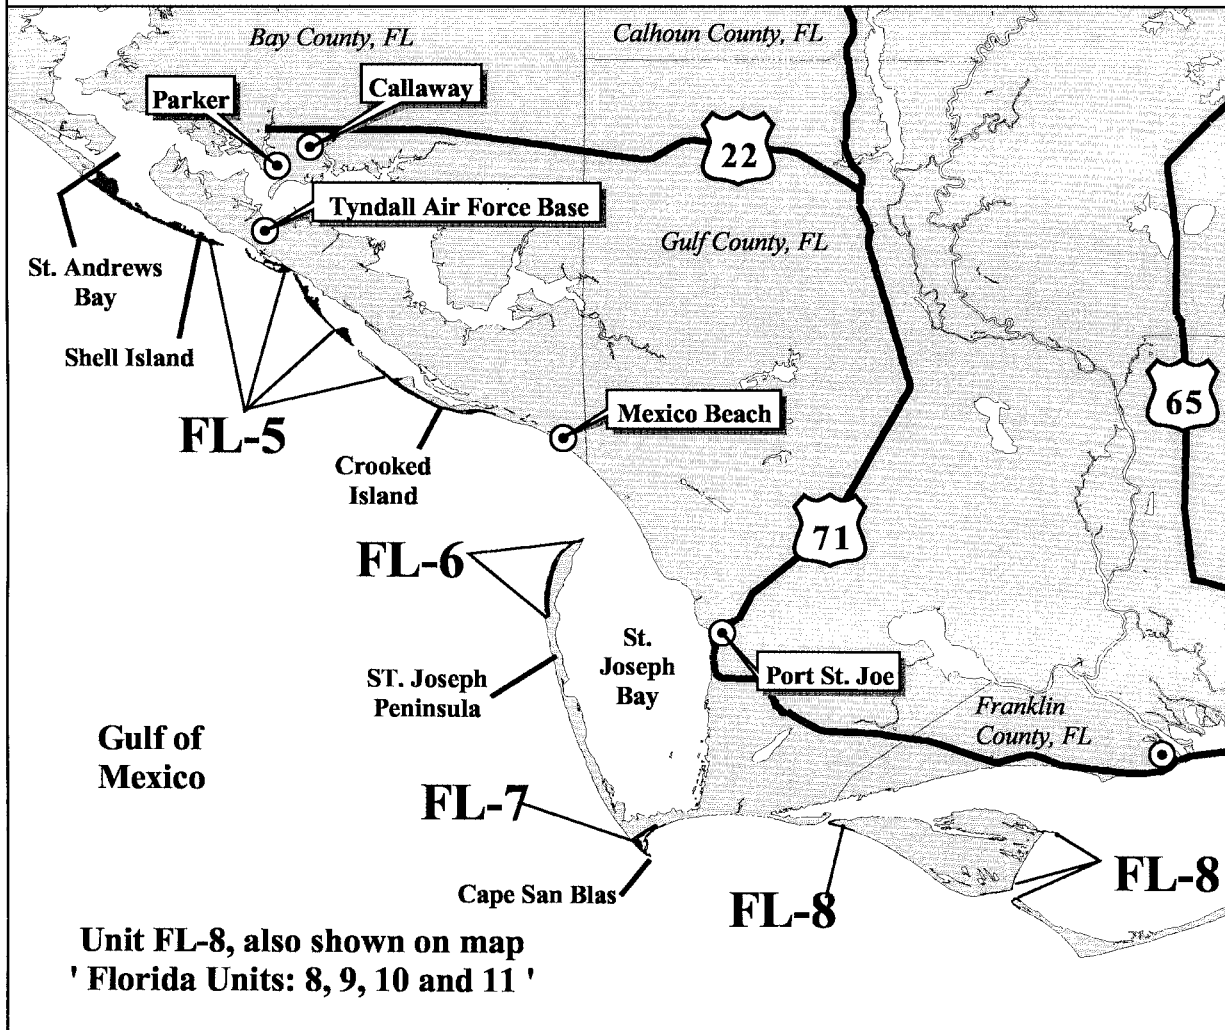 Bay County, FL
Calhoun County, FL
Parker
Callaway
22
Tyndall Air Force Base
Gulf County, FL
St. Andrews
Bay
Shell Island
FL-5
Mexico Beach
65
Crooked
Island
71
FL-6
St.
Joseph
Bay
Port St. Joe
ST. Joseph
Peninsula
Franklin
County, FL
Gulf of
Mexico
FL-7
Cape San Blas
FL-8
FL-8
Unit FL-8, also shown on map
' Florida Units: 8, 9, 10 and 11 '